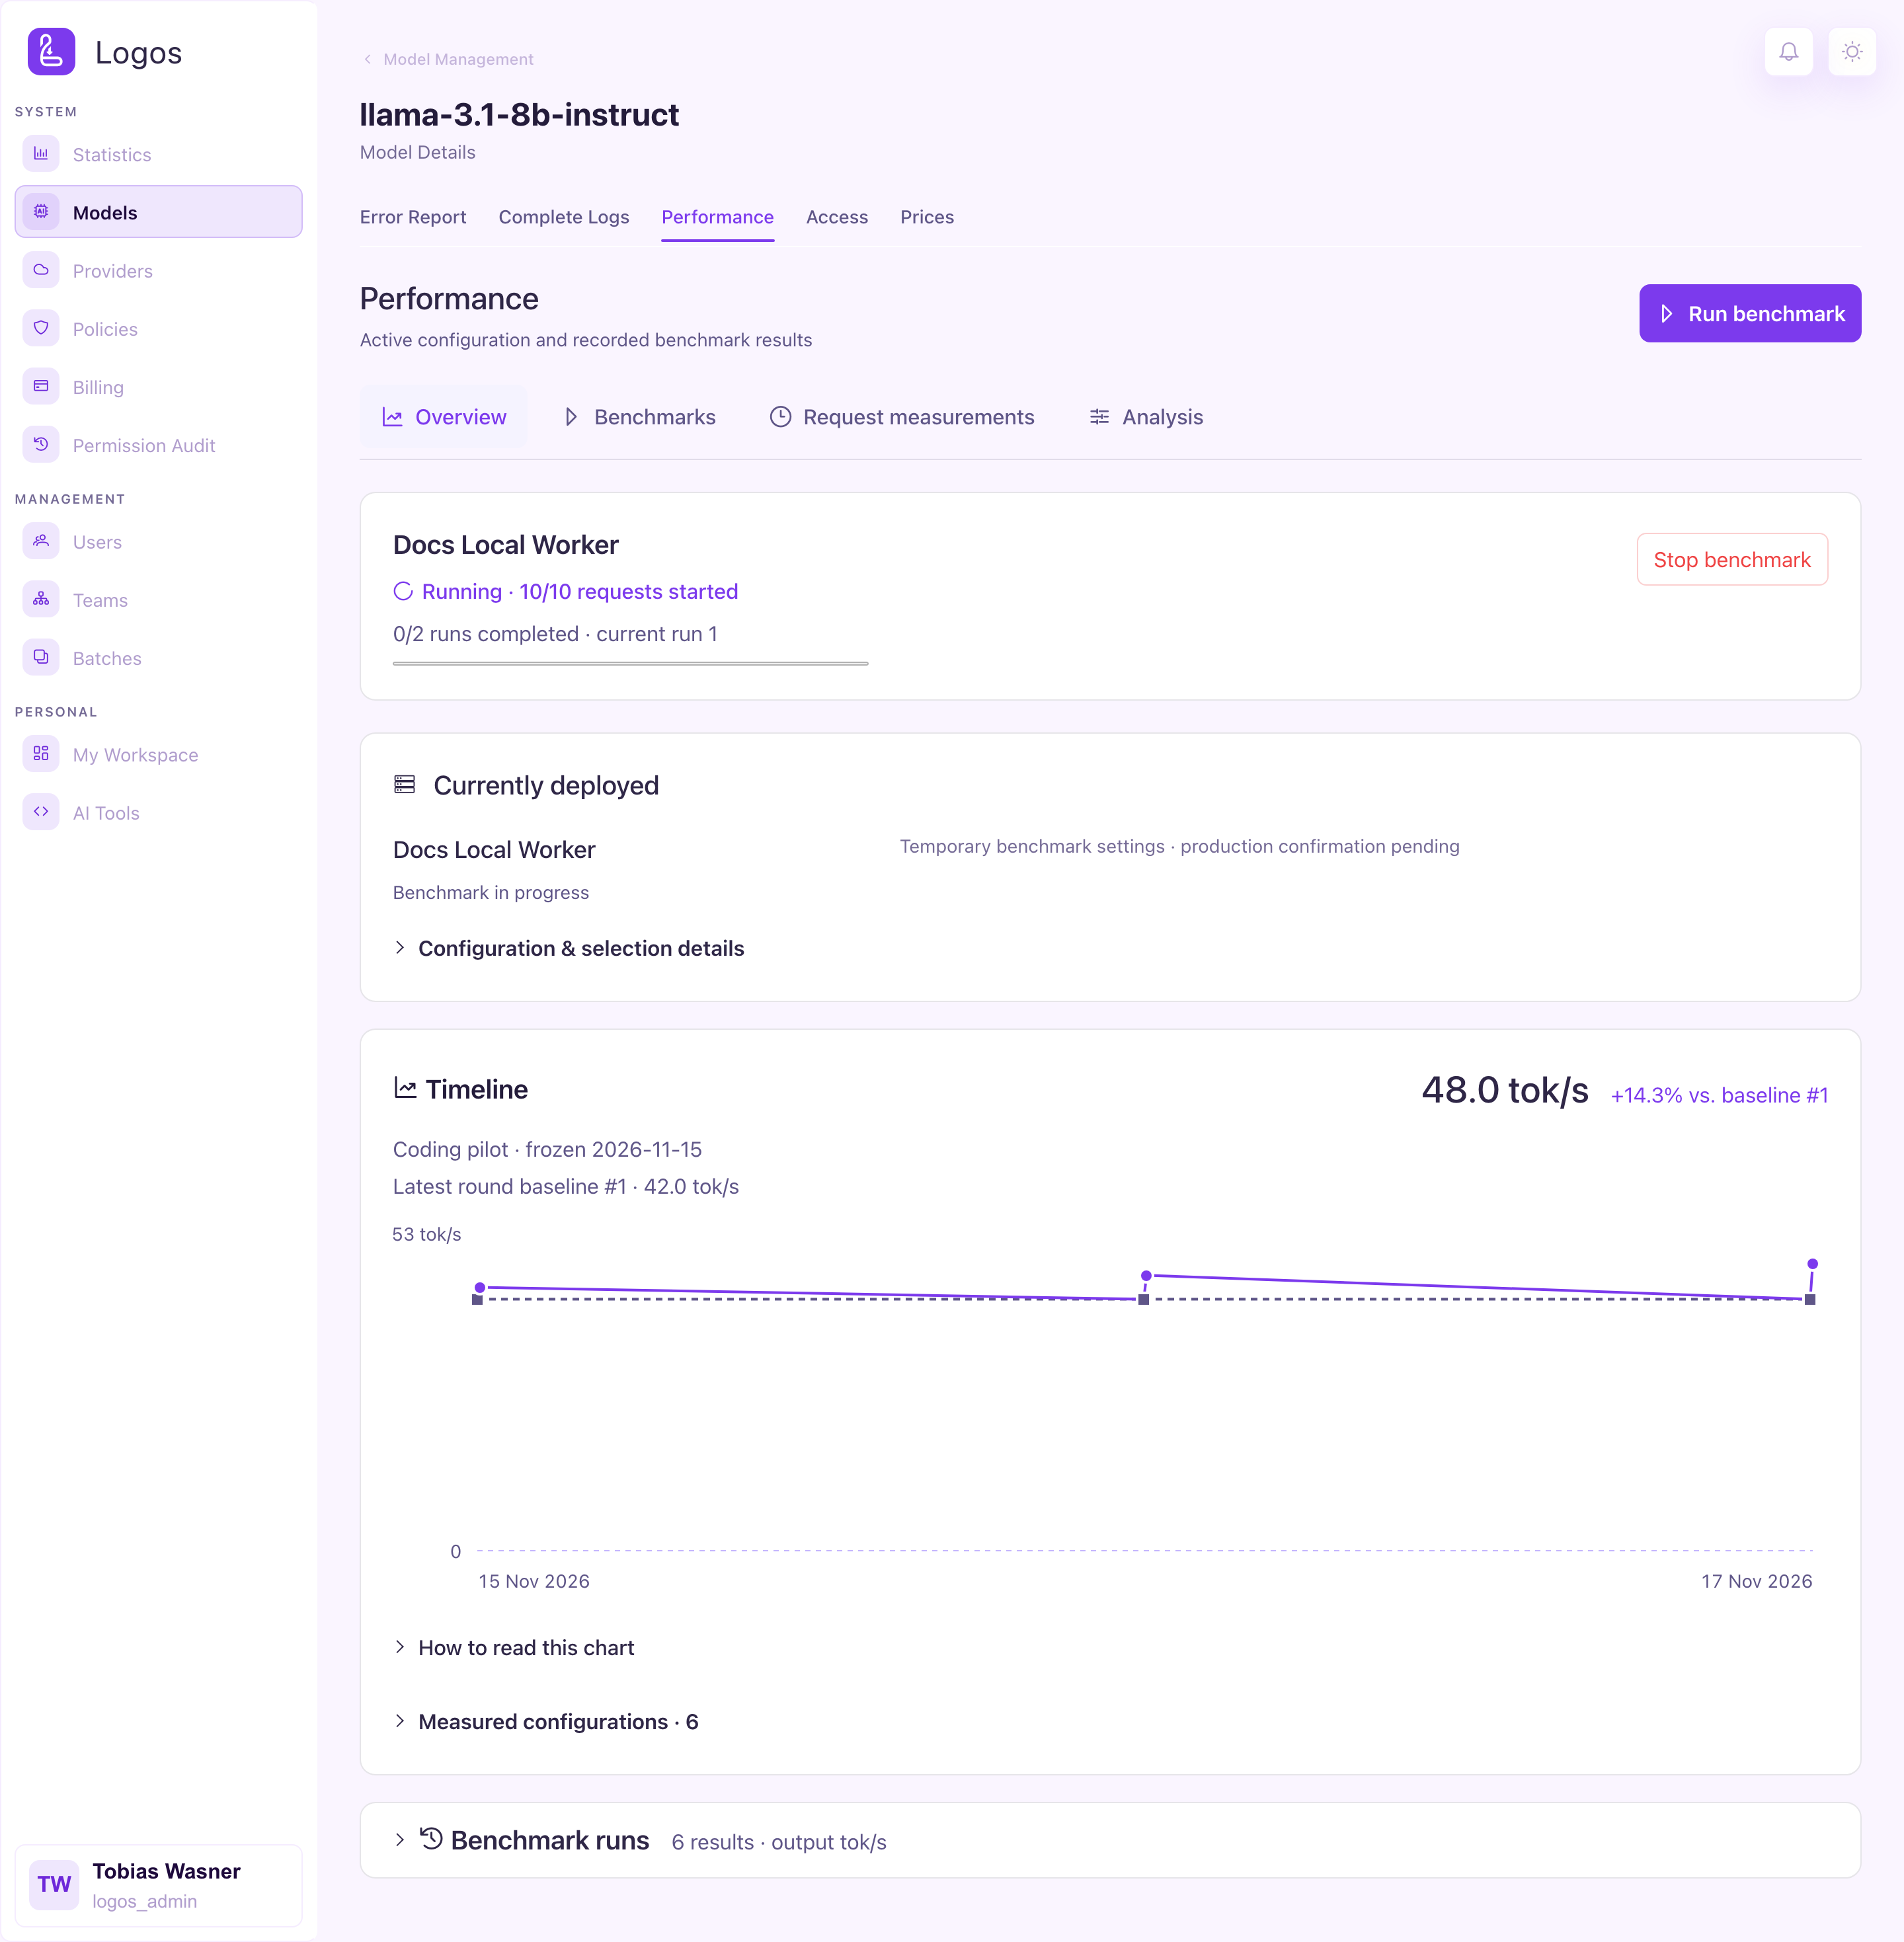 Logos
SYSTEM
Statistics
Models
Providers
Policies
Billing
Permission Audit
MANAGEMENT
Users
Teams
Batches
PERSONAL
My Workspace
AI Tools
TW
Tobias Wasner
logos_admin
Model Management
llama-3.1-8b-instruct
Model Details
Error Report Complete Logs Performance Access Prices
Performance
Active configuration and recorded benchmark results
Run benchmark
Overview Benchmarks Request measurements Analysis
Docs Local Worker
Stop benchmark
Running · 10/10 requests started
0/2 runs completed · current run 1
Currently deployed
Docs Local Worker
Temporary benchmark settings · production confirmation pending
Benchmark in progress
Configuration & selection details
Timeline
48.0 tok/s +14.3% vs. baseline #1
Coding pilot · frozen 2026-11-15
Latest round baseline #1 · 42.0 tok/s
53 tok/s
0
15 Nov 2026 17 Nov 2026
How to read this chart
Measured configurations · 6
Benchmark runs 6 results · output tok/s